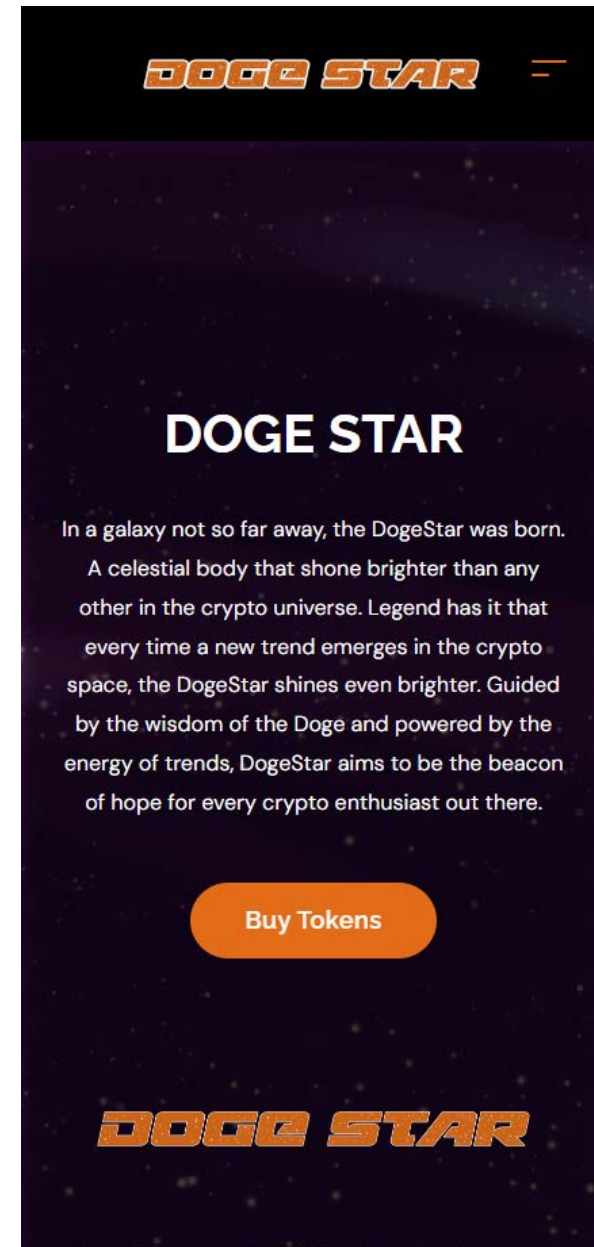 DOGE STAR
DOGE STAR
In a galaxy not so far away, the DogeStar was born.
A celestial body that shone brighter than any
other in the crypto universe. Legend has it that
every time a new trend emerges in the crypto
space, the DogeStar shines even brighter. Guided
by the wisdom of the Doge and powered by the
energy of trends, DogeStar aims to be the beacon
of hope for every crypto enthusiast out there.
Buy Tokens
DOGE STAR